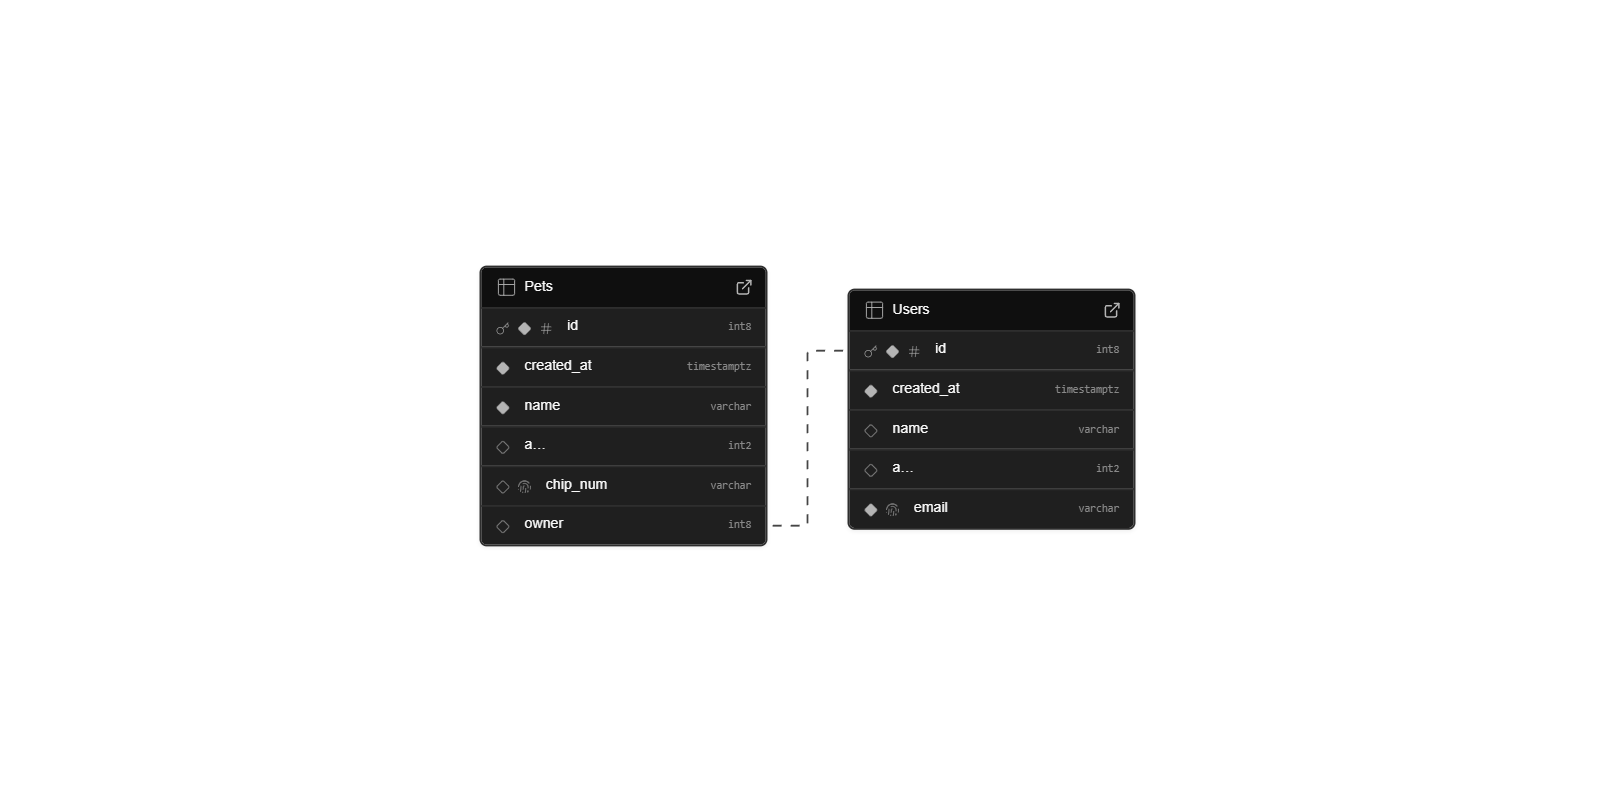 Pets
id int8
created_at timestamptz
name varchar
a... int2
chip_num varchar
owner int8
Users
id int8
created_at timestamptz
name varchar
a... int2
email varchar